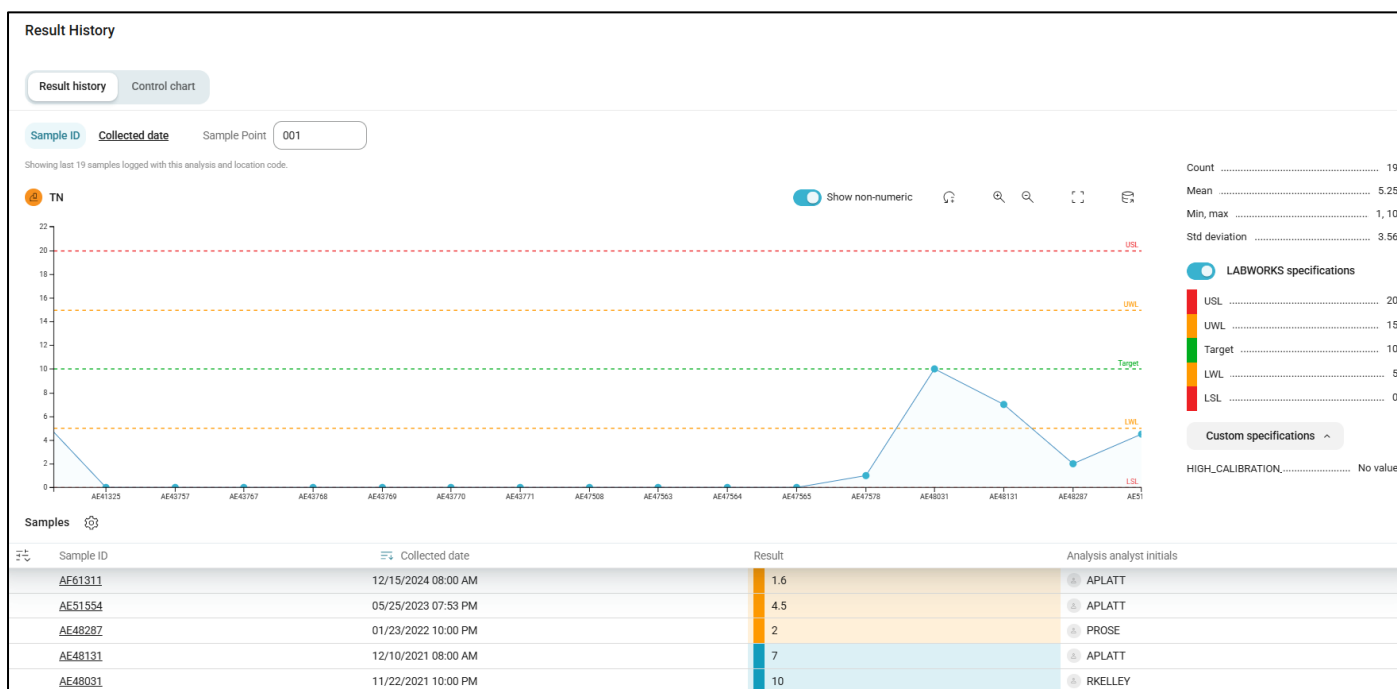 Result History
Result history Control chart
Sample ID Collected date Sample Point 001
Showing last 19 samples logged with this analysis and location code.
TN Show non-numeric
22
20
18
16
14
12
10
8
6
4
2
0
USL
UWL
Target
LWL
LSL
AE41325 AE43757 AE43767 AE43768 AE43769 AE43770 AE43771 AE47508 AE47563 AE47564 AE47565 AE47578 AE48031 AE48131 AE48287 AE51
Count 19
Mean 5.25
Min, max 1, 10
Std deviation 3.56
LABWORKS specifications
USL 20
UWL 15
Target 10
LWL 5
LSL 0
Custom specifications
HIGH_CALIBRATION_ No value
Samples
Sample ID Collected date Result Analysis analyst initials
AF61311 12/15/2024 08:00 AM 1.6 APLATT
AE51554 05/25/2023 07:53 PM 4.5 APLATT
AE48287 01/23/2022 10:00 PM 2 PROSE
AE48131 12/10/2021 08:00 AM 7 APLATT
AE48031 11/22/2021 10:00 PM 10 RKELLEY